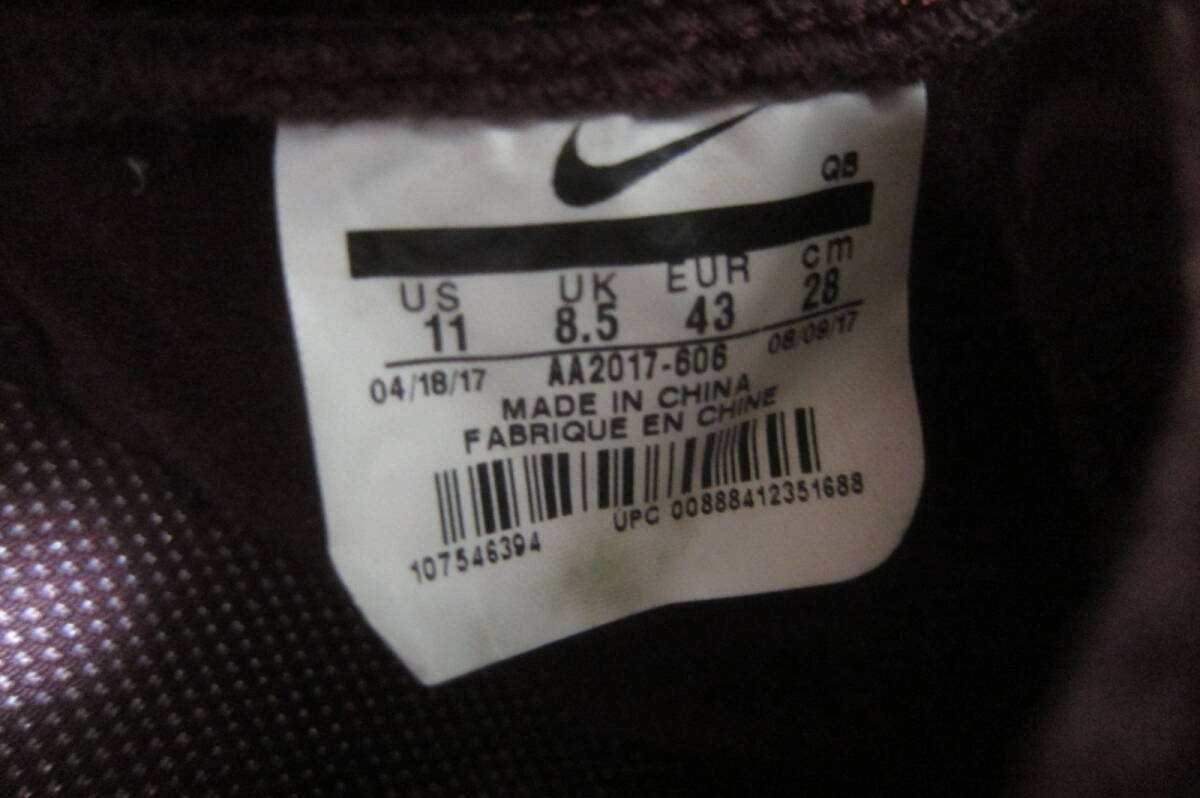 QB
US UK EUR cm
11 8.5 43 28
04/18/17 AA2017-606 08/09/17
MADE IN CHINA
FABRIQUE EN CHINE
UPC 00888412351688
107546394